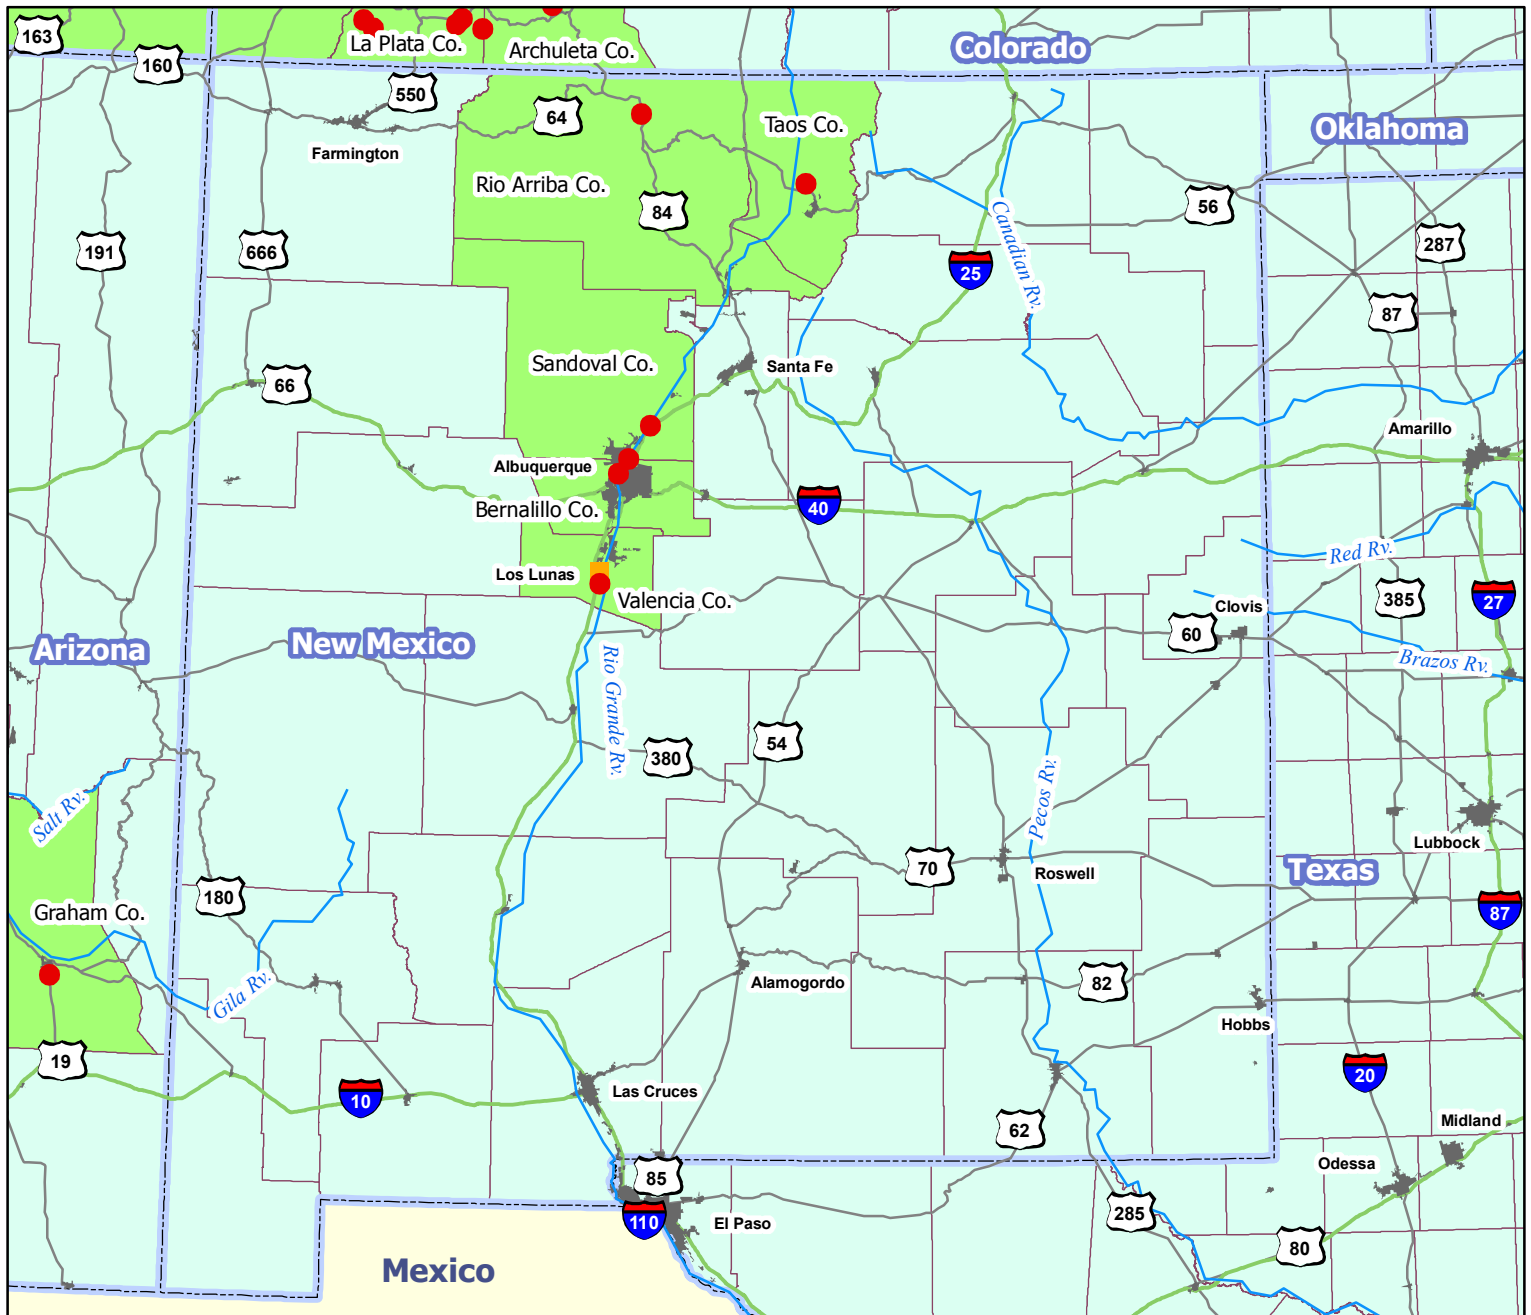 163
La Plata Co.
Archuleta Co.
Colorado
160
550
64
Taos Co.
Oklahoma
Farmington
Rio Arriba Co.
84
56
191
666
25
Canadian Rv.
287
87
Sandoval Co.
Santa Fe
66
Amarillo
Albuquerque
Bernalillo Co.
40
Red Rv.
Los Lunas
Valencia Co.
Clovis
385
27
60
Arizona
New Mexico
Brazos Rv.
Rio Grande Rv.
380
54
Pecos Rv.
Salt Rv.
Lubbock
70
Roswell
Texas
180
Graham Co.
87
Gila Rv.
Alamogordo
82
Hobbs
19
10
Las Cruces
20
62
Midland
Odessa
85
110
El Paso
285
80
Mexico